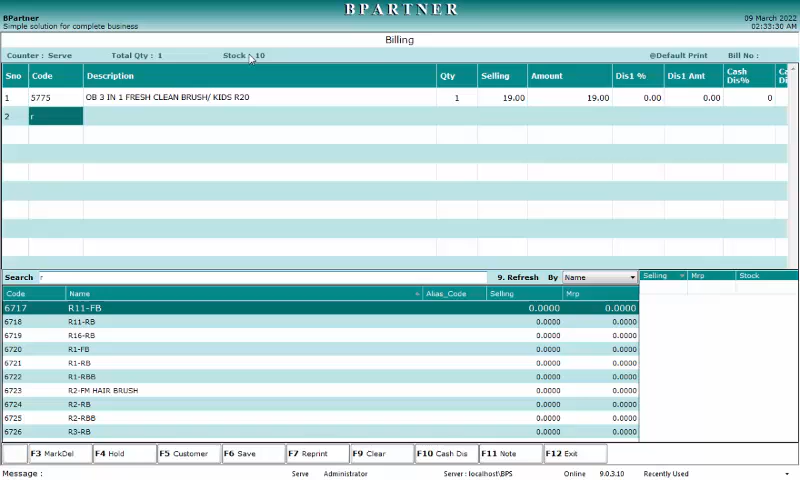 BPARTNER
BPartner
Simple solution for complete business
09 March 2022
02:33:30 AM
Billing
Counter : Serve Total Qty : 1 Stock : 10 @Default Print Bill No :
Sno Code Description Qty Selling Amount Dis1 % Dis1 Amt Cash Dis%
1 5775 OB 3 IN 1 FRESH CLEAN BRUSH/ KIDS R20 1 19.00 19.00 0.00 0.00 0
2 r
Search r 9. Refresh By Name Selling Mrp Stock
Code Name Alias_Code Selling Mrp
6717 R11-FB 0.0000 0.0000
6718 R11-RB 0.0000 0.0000
6719 R16-RB 0.0000 0.0000
6720 R1-FB 0.0000 0.0000
6721 R1-RB 0.0000 0.0000
6722 R1-RBB 0.0000 0.0000
6723 R2-FM HAIR BRUSH 0.0000 0.0000
6724 R2-RB 0.0000 0.0000
6725 R2-RBB 0.0000 0.0000
6726 R3-RB 0.0000 0.0000
F3 MarkDel F4 Hold F5 Customer F6 Save F7 Reprint F9 Clear F10 Cash Dis F11 Note F12 Exit
Message : Serve Administrator Server : localhost\BPS Online 9.0.3.10 Recently Used